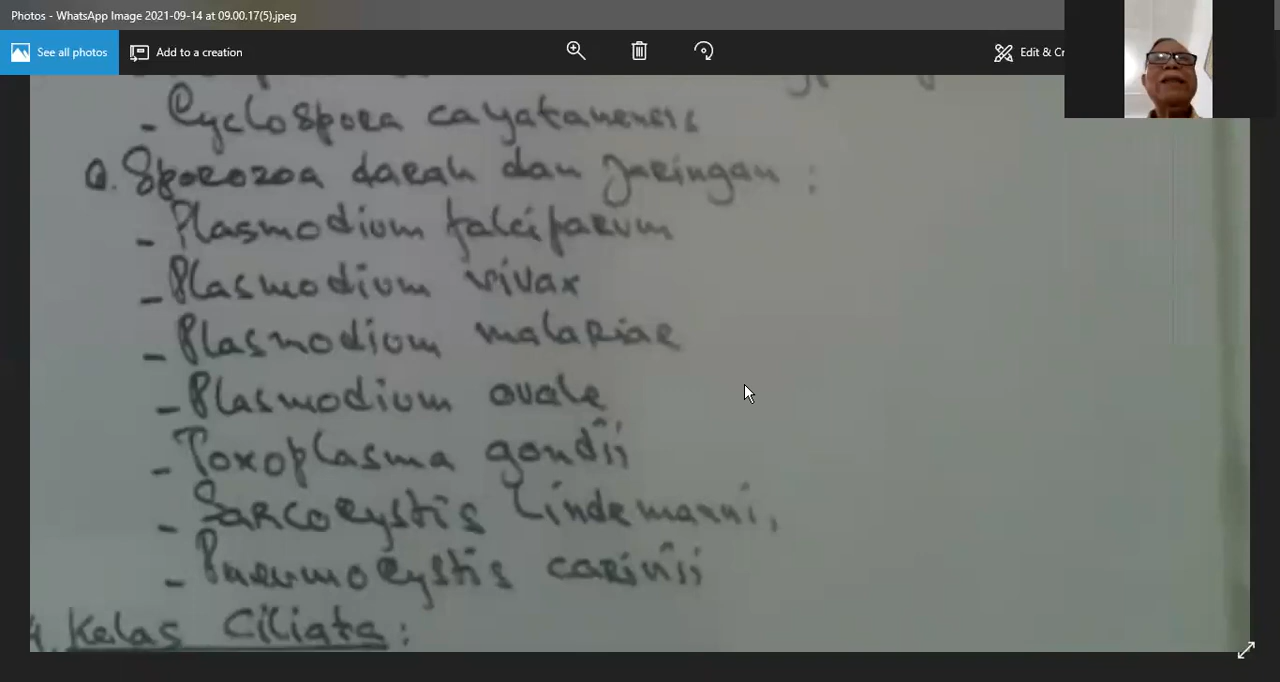 Photos - WhatsApp Image 2021-09-14 at 09.00.17(5).jpeg
See all photos
Add to a creation
Edit & Cr
- Cyclospora cayatanensis
Q. Sporozoa darah dan Jaringan :
- Plasmodium falciparum
- Plasmodium vivax
- Plasmodium malariae
- Plasmodium ovale
- Toxoplasma gondii
- Sarcocystis Lindemanni,
- Pneumocystis carinii
4. Kelas Ciliata :